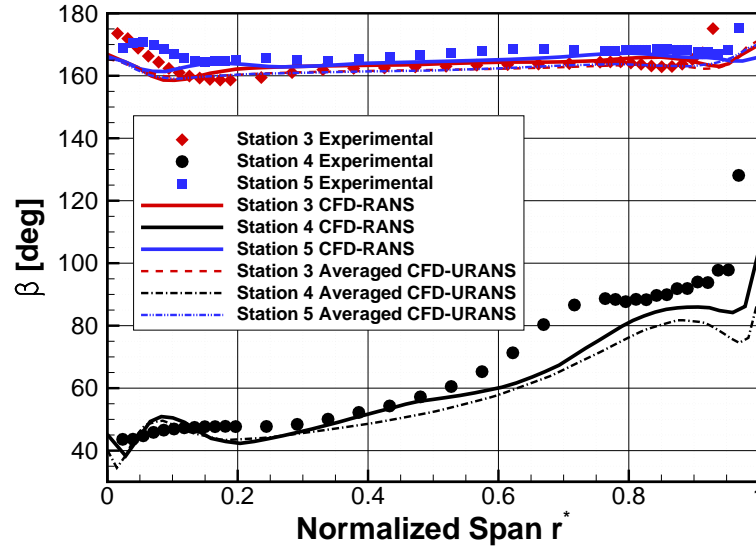 180
160
140
120
100
80
60
40
β [deg]
Station 3 Experimental
Station 4 Experimental
Station 5 Experimental
Station 3 CFD-RANS
Station 4 CFD-RANS
Station 5 CFD-RANS
Station 3 Averaged CFD-URANS
Station 4 Averaged CFD-URANS
Station 5 Averaged CFD-URANS
0 0.2 0.4 0.6 0.8 1
Normalized Span r*